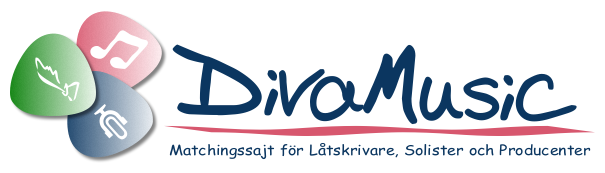 DivaMusic
Matchingssajt för Låtskrivare, Solister och Producenter